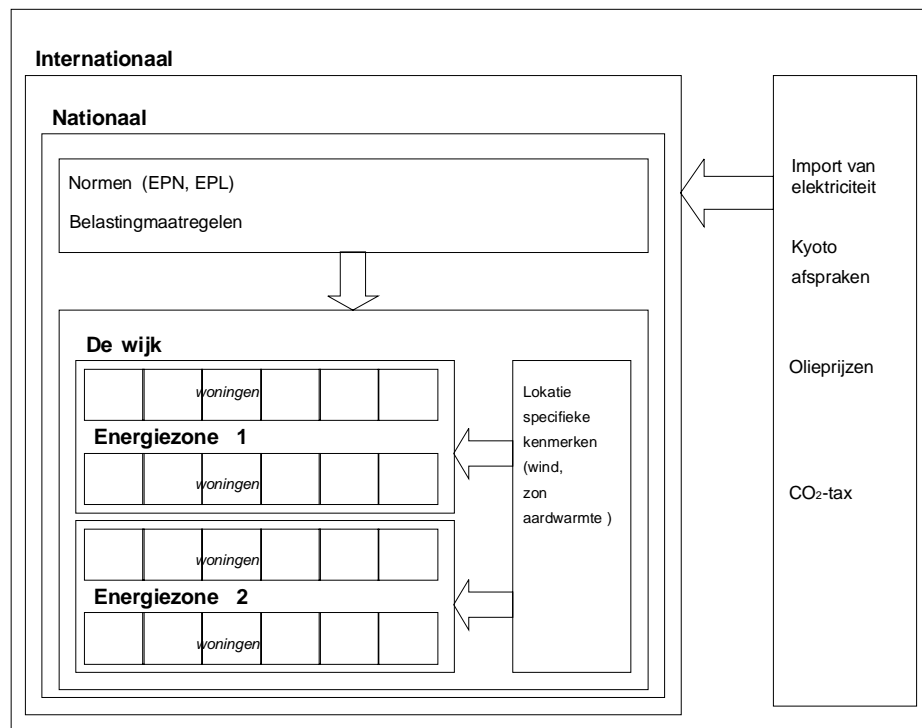 Internationaal
Nationaal
Normen (EPN, EPL)
Belastingmaatregelen
De wijk
woningen
Energiezone 1
woningen
woningen
Energiezone 2
woningen
Lokatie
specifieke
kenmerken
(wind,
zon
aardwarmte )
Import van
elektriciteit
Kyoto
afspraken
Olieprijzen
CO₂-tax